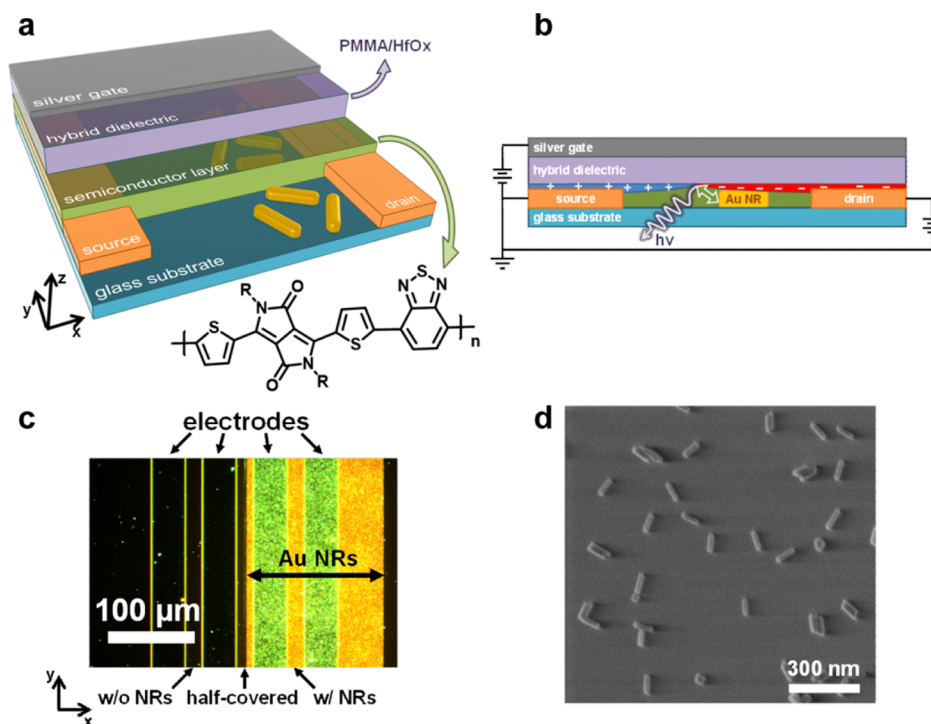 a
PMMA/HfOx
silver gate
hybrid dielectric
semiconductor layer
source
drain
glass substrate
z
y
x
R
N
O
S
N
S
N
S
O
N
R
n
b
silver gate
hybrid dielectric
+ + + + + + − − − − − − − −
source
Au NR
drain
glass substrate
hν
c
electrodes
Au NRs
100 µm
y
x
w/o NRs
half-covered
w/ NRs
d
300 nm